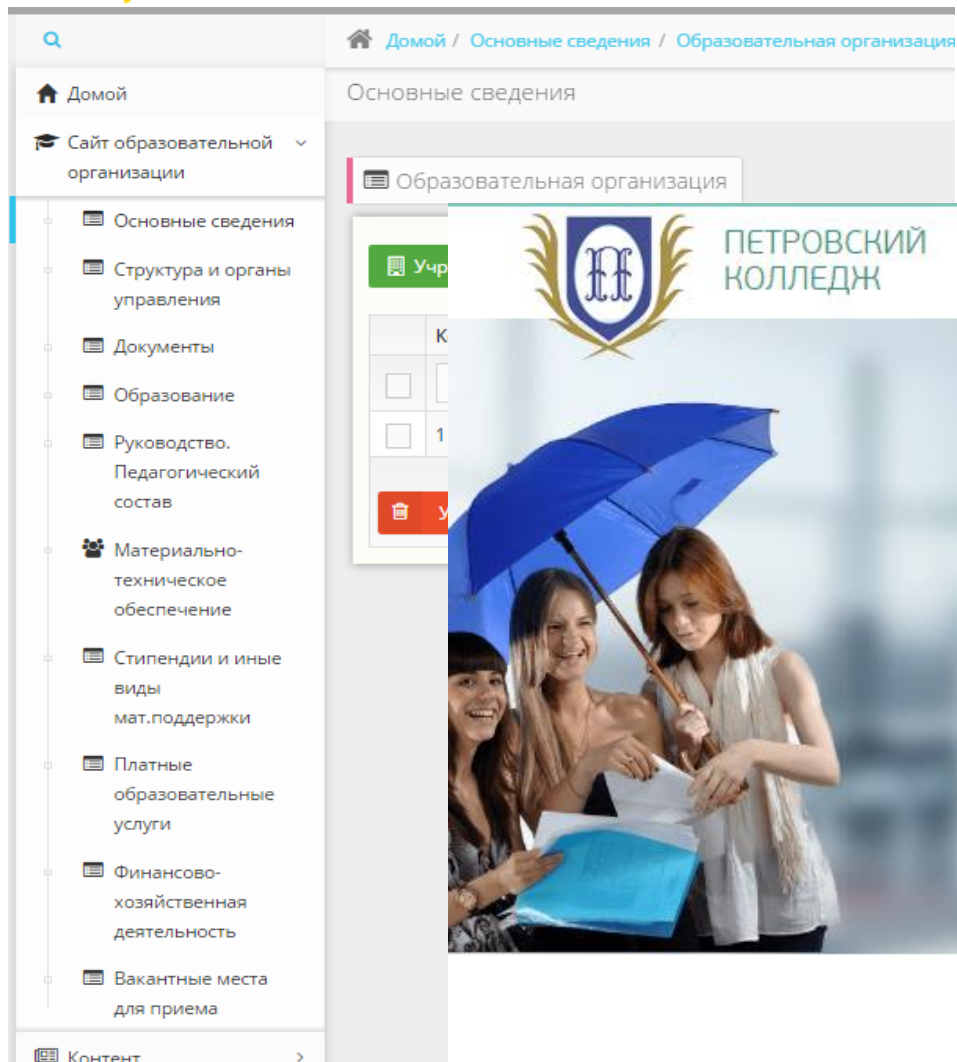 Домой / Основные сведения / Образовательная организация
Основные сведения
Домой
Сайт образовательной
организации
Основные сведения
Структура и органы
управления
Документы
Образование
Руководство.
Педагогический
состав
Материально-
техническое
обеспечение
Стипендии и иные
виды
мат.поддержки
Платные
образовательные
услуги
Финансово-
хозяйственная
деятельность
Вакантные места
для приема
Контент
Образовательная организация
ПЕТРОВСКИЙ
КОЛЛЕДЖ
1